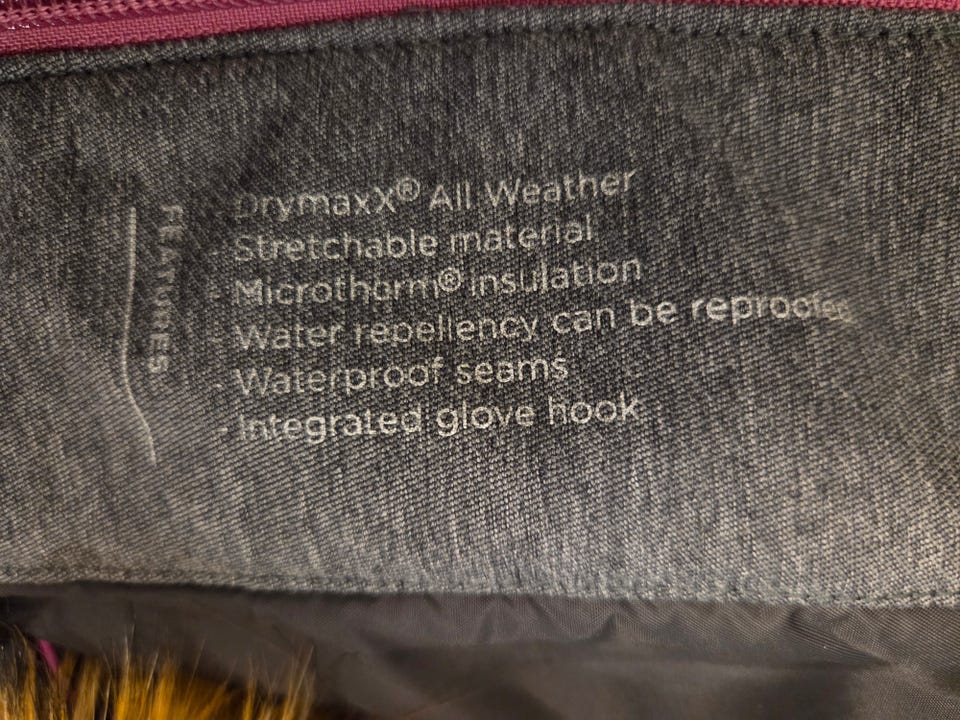 FEATURES
- DrymaxX® All Weather
- Stretchable material
- Microtherm® insulation
- Water repellency can be reproofed
- Waterproof seams
- Integrated glove hook